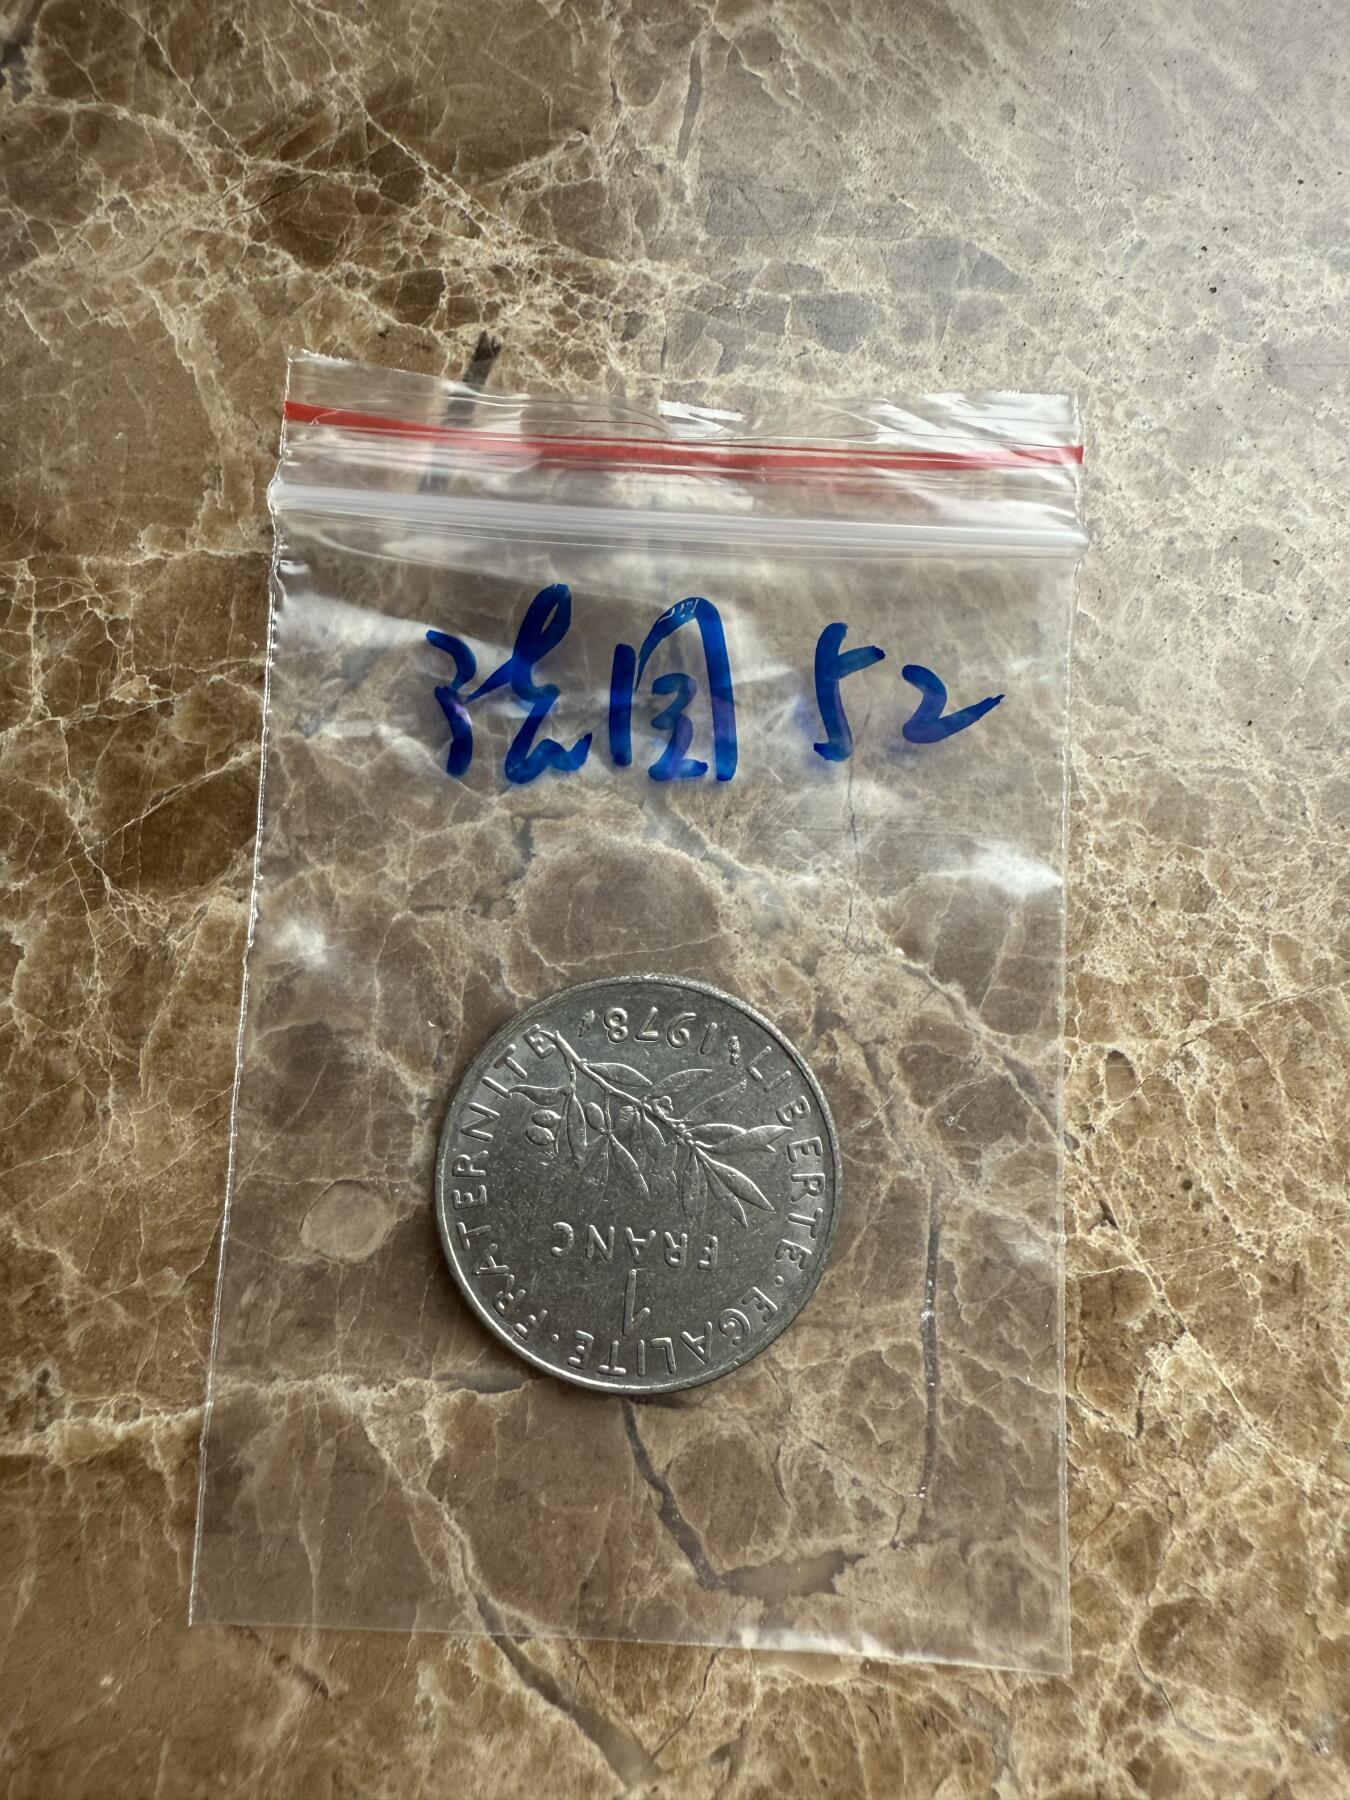 法国 52
LIBERTE·EGALITE·FRATERNITE
1
FRANC
1978